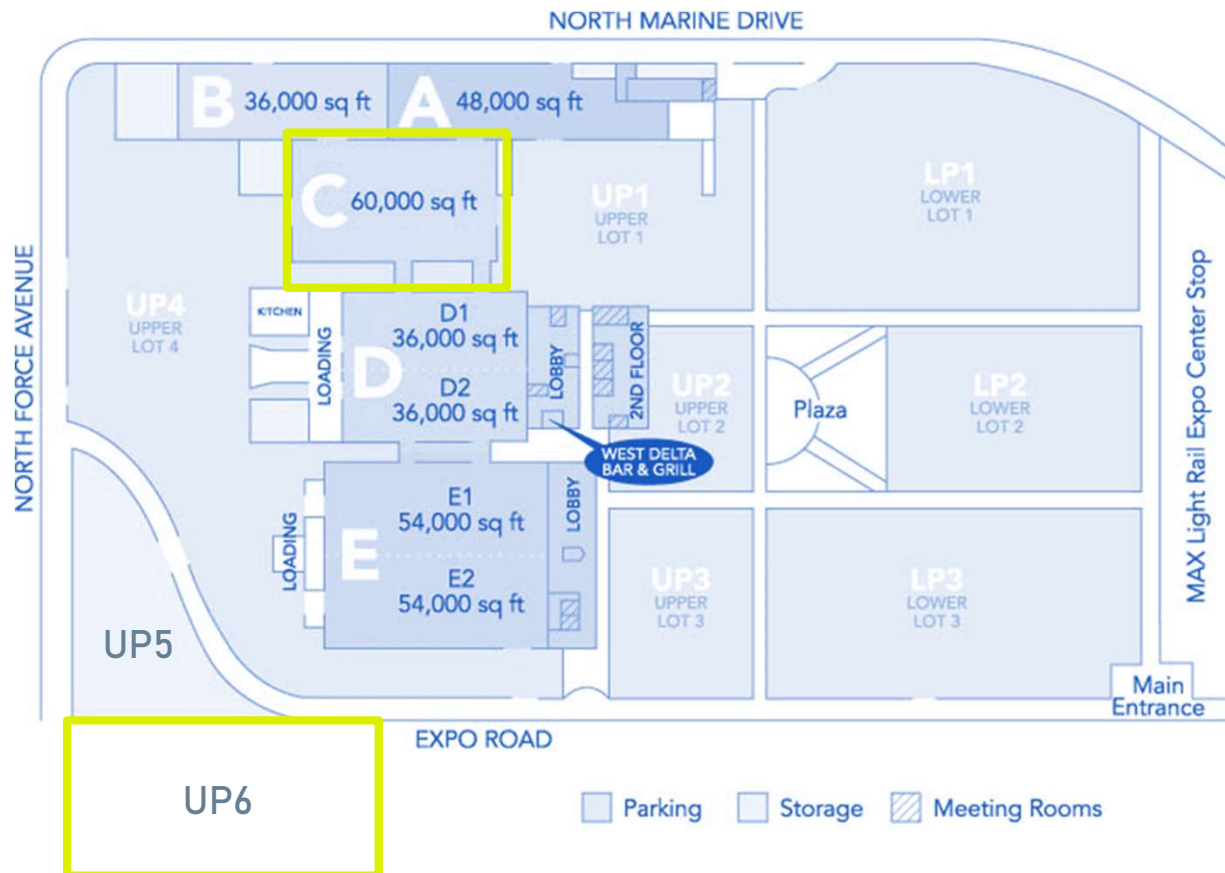 NORTH MARINE DRIVE
B
36,000 sq ft
A
48,000 sq ft
C
60,000 sq ft
UP1
UPPER
LOT 1
LP1
LOWER
LOT 1
NORTH FORCE AVENUE
UP4
UPPER
LOT 4
KITCHEN
LOADING
D
D1
36,000 sq ft
D2
36,000 sq ft
LOBBY
2ND FLOOR
WEST DELTA
BAR & GRILL
UP2
UPPER
LOT 2
Plaza
LP2
LOWER
LOT 2
MAX Light Rail Expo Center Stop
LOADING
E
E1
54,000 sq ft
E2
54,000 sq ft
LOBBY
UP3
UPPER
LOT 3
LP3
LOWER
LOT 3
UP5
Main
Entrance
EXPO ROAD
UP6
Parking
Storage
Meeting Rooms